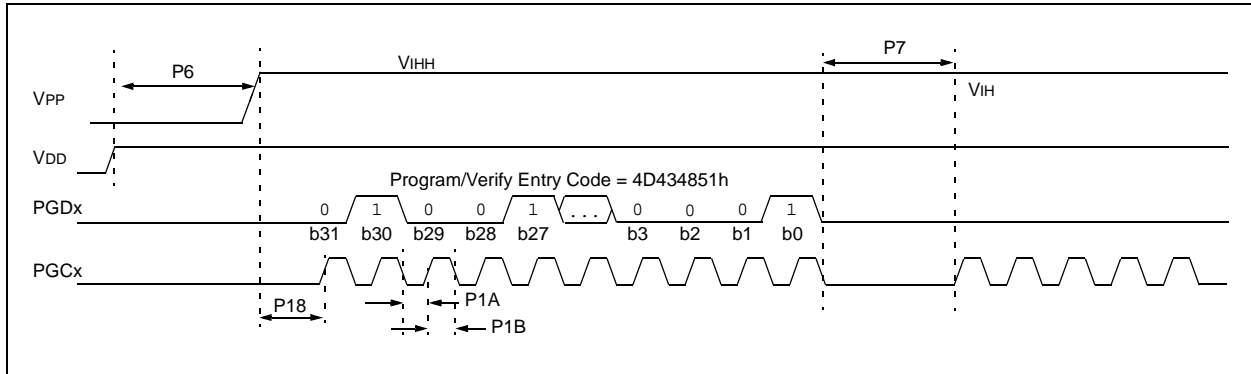 P6
P7
VIHH
VIH
VPP
VDD
Program/Verify Entry Code = 4D434851h
PGDx
0 1 0 0 1 ... 0 0 0 1
b31 b30 b29 b28 b27 b3 b2 b1 b0
PGCx
P18
P1A
P1B